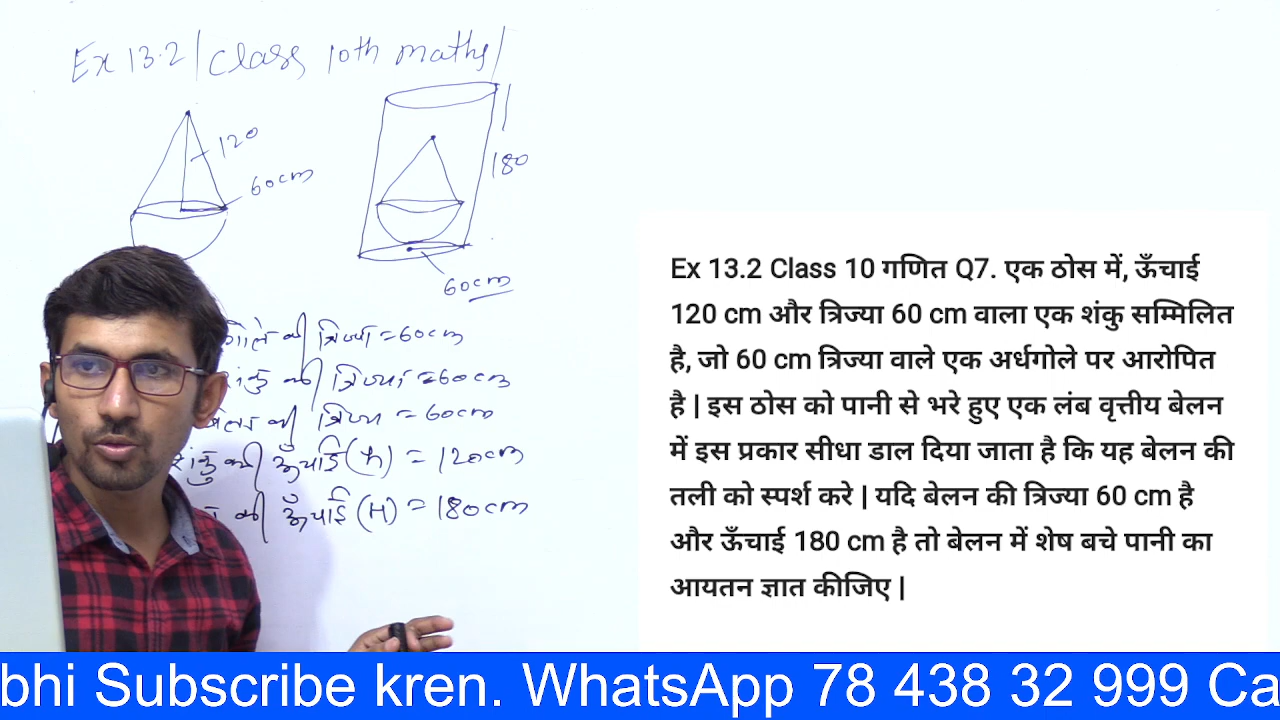 Ex 13.2 | class 10th maths |
120
60cm
180
60cm
गोले की त्रिज्या = 60cm
की त्रिज्या = 60cm
बेलन की त्रिज्या = 60cm
शंकु की ऊँचाई (h) = 120cm
की ऊँचाई (H) = 180cm
Ex 13.2 Class 10 गणित Q7. एक ठोस में, ऊँचाई
120 cm और त्रिज्या 60 cm वाला एक शंकु सम्मिलित
है, जो 60 cm त्रिज्या वाले एक अर्धगोले पर आरोपित
है | इस ठोस को पानी से भरे हुए एक लंब वृत्तीय बेलन
में इस प्रकार सीधा डाल दिया जाता है कि यह बेलन की
तली को स्पर्श करे | यदि बेलन की त्रिज्या 60 cm है
और ऊँचाई 180 cm है तो बेलन में शेष बचे पानी का
आयतन ज्ञात कीजिए |
bhi Subscribe kren. WhatsApp 78 438 32 999 Ca